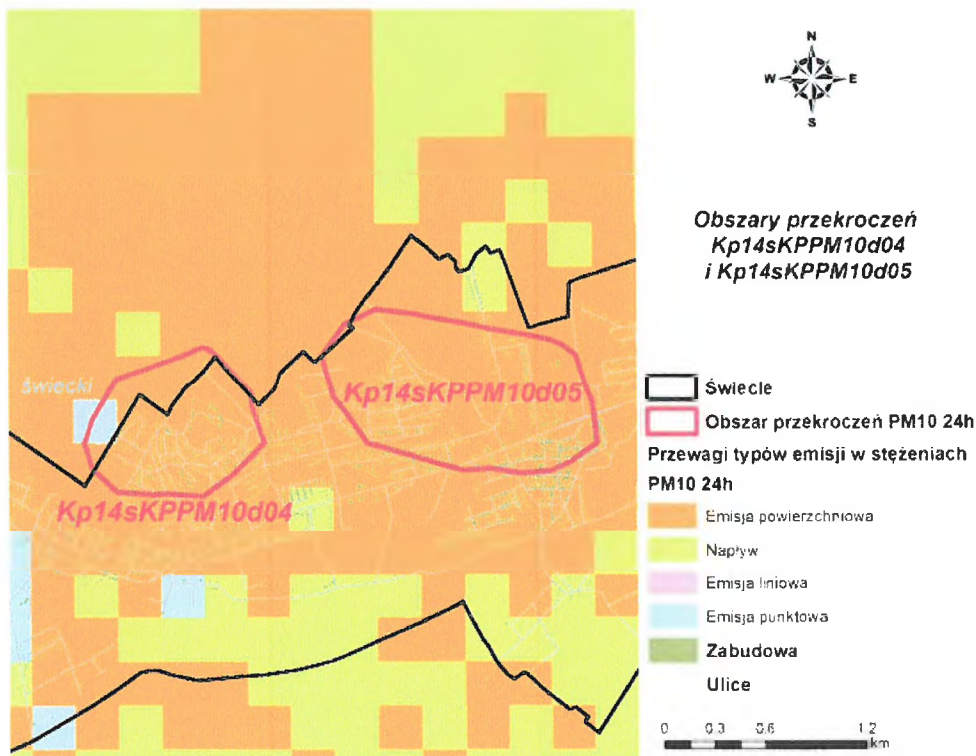 N
W E
S
Obszary przekroczeń
Kp14sKPPM10d04
i Kp14sKPPM10d05
świecki
Kp14sKPPM10d05
Kp14sKPPM10d04
Świecie
Obszar przekroczeń PM10 24h
Przewagi typów emisji w stężeniach
PM10 24h
Emisja powierzchniowa
Napływ
Emisja liniowa
Emisja punktowa
Zabudowa
Ulice
0 0.3 0.6 1.2
km